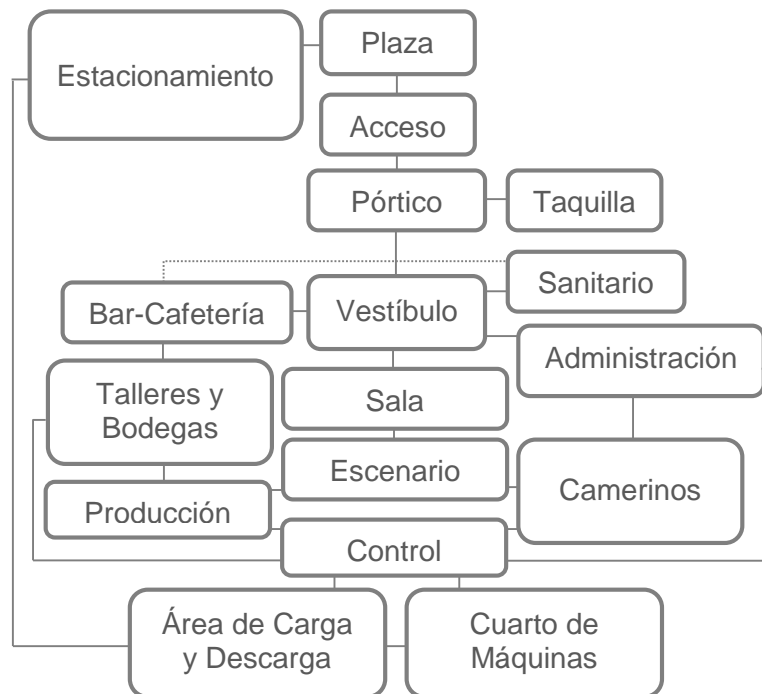 Plaza
Estacionamiento
Acceso
Pórtico
Taquilla
Sanitario
Bar-Cafetería
Vestíbulo
Administración
Talleres y
Bodegas
Sala
Escenario
Camerinos
Producción
Control
Área de Carga
y Descarga
Cuarto de
Máquinas